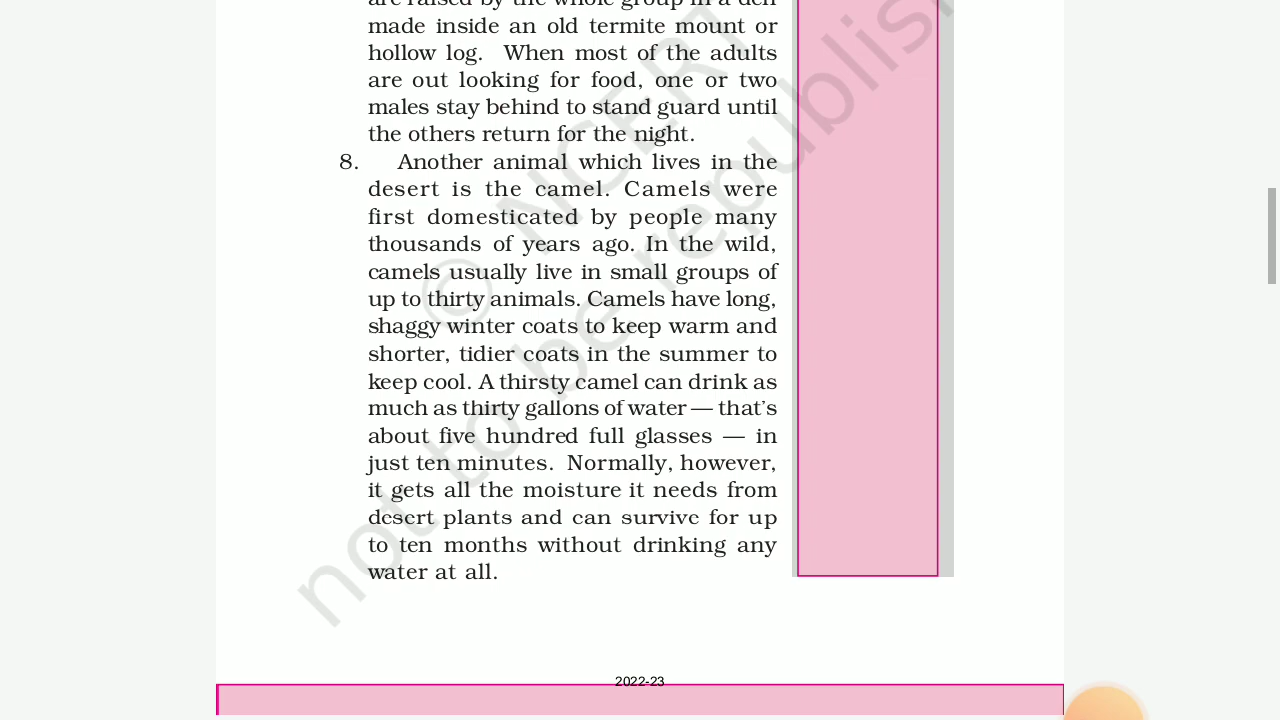 are raised by the whole group in a den
made inside an old termite mount or
hollow log. When most of the adults
are out looking for food, one or two
males stay behind to stand guard until
the others return for the night.
8. Another animal which lives in the
desert is the camel. Camels were
first domesticated by people many
thousands of years ago. In the wild,
camels usually live in small groups of
up to thirty animals. Camels have long,
shaggy winter coats to keep warm and
shorter, tidier coats in the summer to
keep cool. A thirsty camel can drink as
much as thirty gallons of water — that's
about five hundred full glasses — in
just ten minutes. Normally, however,
it gets all the moisture it needs from
desert plants and can survive for up
to ten months without drinking any
water at all.
© NCERT
not to be republish
2022-23